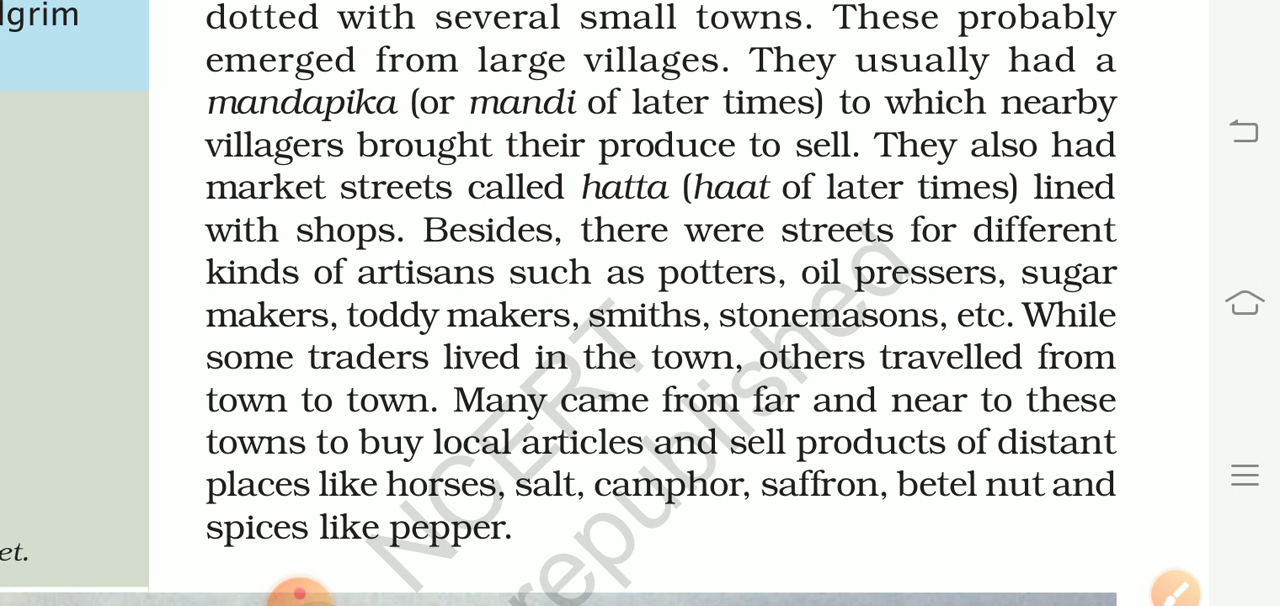 lgrim
dotted with several small towns. These probably
emerged from large villages. They usually had a
mandapika (or mandi of later times) to which nearby
villagers brought their produce to sell. They also had
market streets called hatta (haat of later times) lined
with shops. Besides, there were streets for different
kinds of artisans such as potters, oil pressers, sugar
makers, toddy makers, smiths, stonemasons, etc. While
some traders lived in the town, others travelled from
town to town. Many came from far and near to these
towns to buy local articles and sell products of distant
places like horses, salt, camphor, saffron, betel nut and
spices like pepper.
et.
NCERT
republished